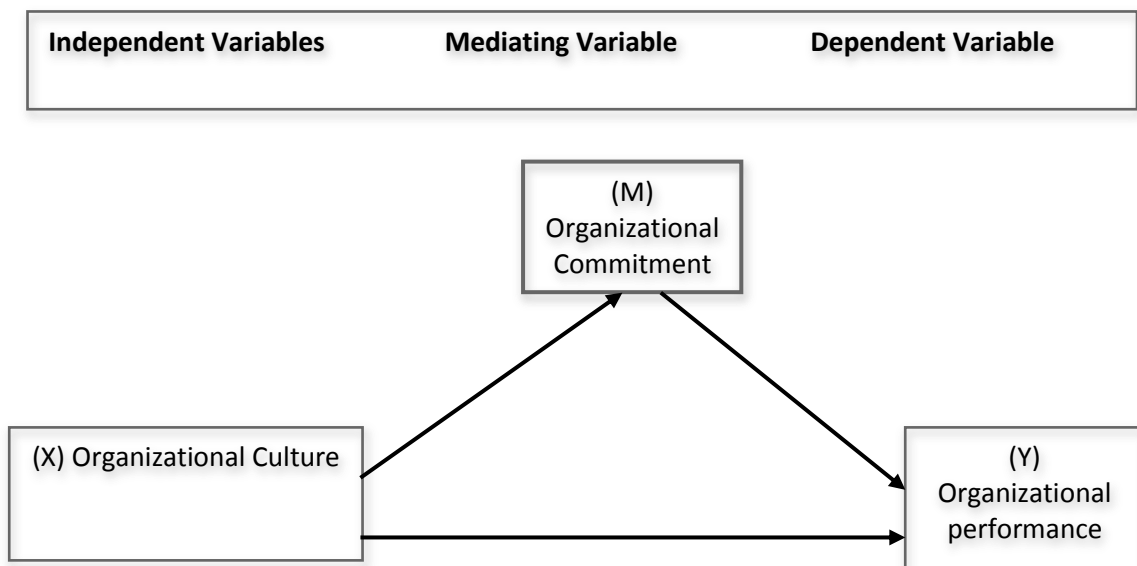 Independent Variables Mediating Variable Dependent Variable
(M)
Organizational
Commitment
(X) Organizational Culture
(Y)
Organizational
performance